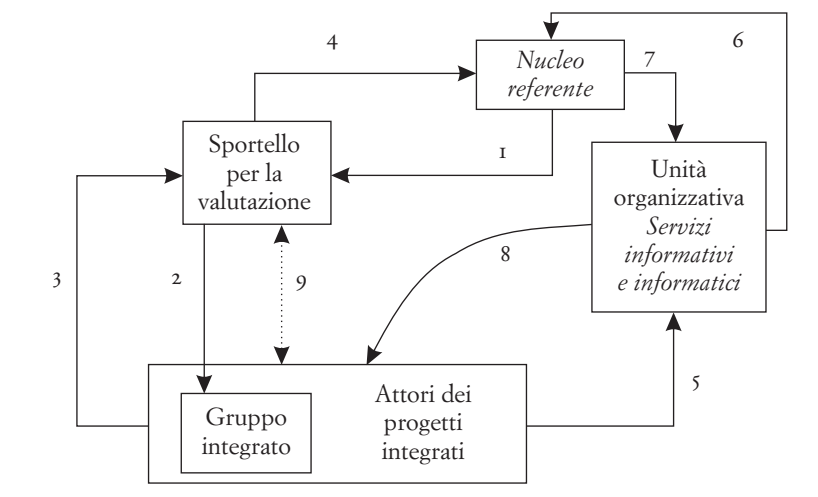 4
6
Nucleo
referente
7
Sportello
per la
valutazione
1
Unità
organizzativa
Servizi
informativi
e informatici
3
2
9
8
5
Attori dei
progetti
integrati
Gruppo
integrato